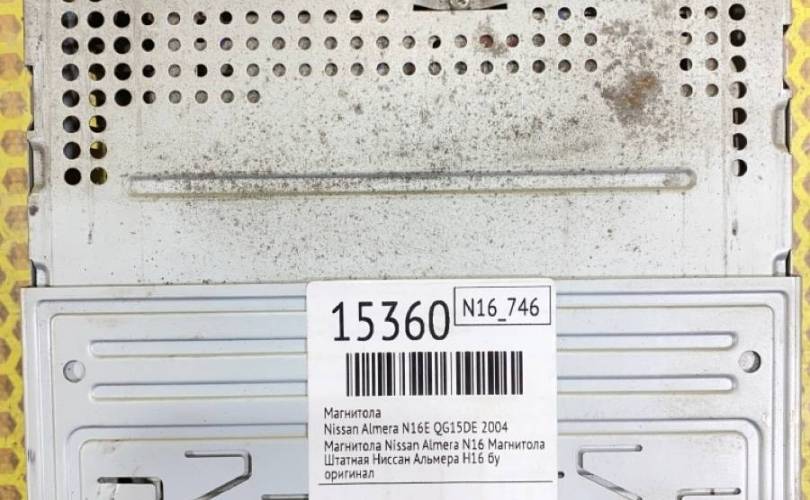 15360 N16_746
Магнитола
Nissan Almera N16E QG15DE 2004
Магнитола Nissan Almera N16 Магнитола
Штатная Ниссан Альмера Н16 бу
оригинал